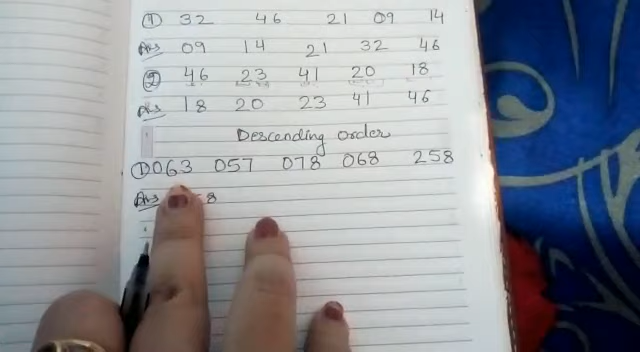 ① 32 46 21 09 14
Ans 09 14 21 32 46
② 46 23 41 20 18
Ans 18 20 23 41 46
Descending order
① 063 057 078 068 258
Ans 8